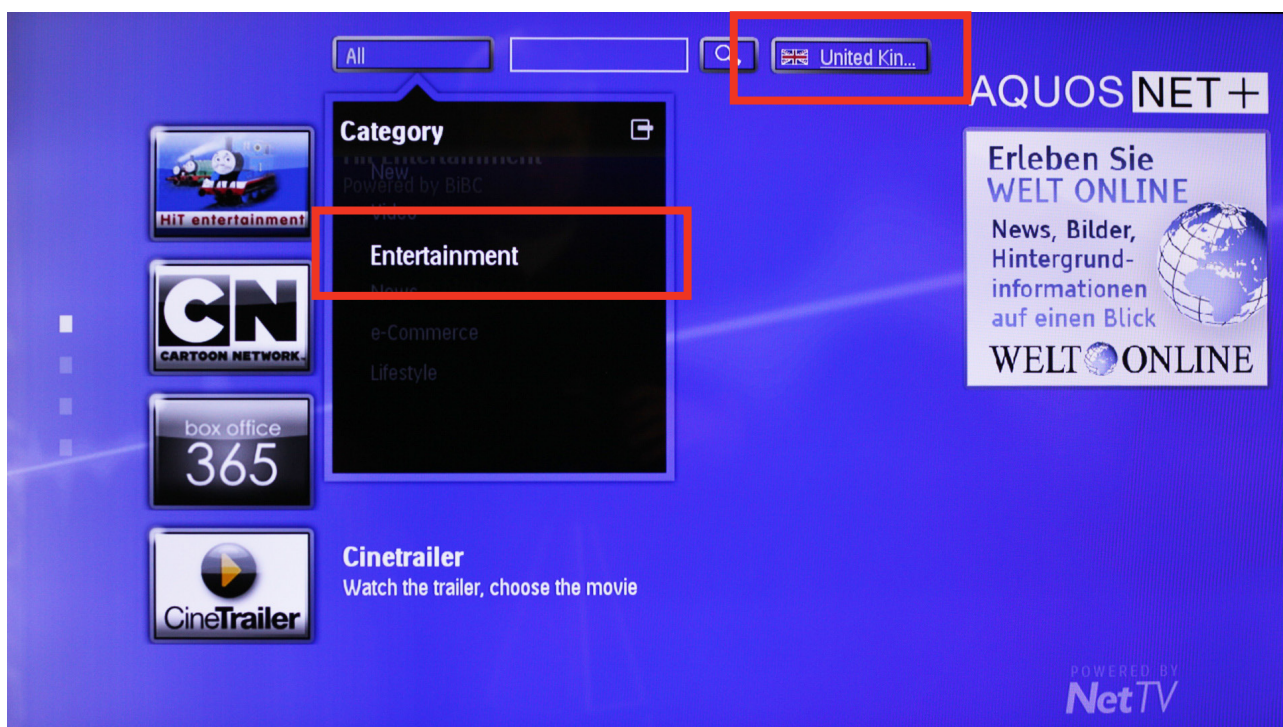 All
United Kin...
AQUOS NET+
Category
Hit Entertainment
New
Powered by BiBC
Video
Entertainment
News
e-Commerce
Lifestyle
HiT entertainment
CN
CARTOON NETWORK
box office
365
CineTrailer
Cinetrailer
Watch the trailer, choose the movie
Erleben Sie
WELT ONLINE
News, Bilder,
Hintergrund-
informationen
auf einen Blick
WELT ONLINE
POWERED BY
NetTV